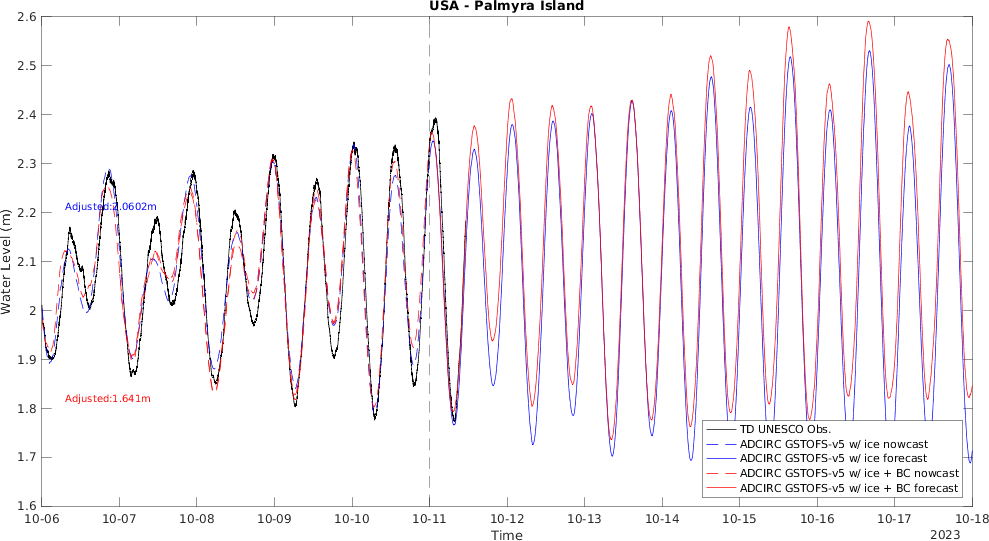 USA - Palmyra Island
2.6
2.5
2.4
2.3
2.2
2.1
2
1.9
1.8
1.7
1.6
Water Level (m)
Adjusted:2.0602m
Adjusted:1.641m
TD UNESCO Obs.
ADCIRC GSTOFS-v5 w/ ice nowcast
ADCIRC GSTOFS-v5 w/ ice forecast
ADCIRC GSTOFS-v5 w/ ice + BC nowcast
ADCIRC GSTOFS-v5 w/ ice + BC forecast
10-06 10-07 10-08 10-09 10-10 10-11 10-12 10-13 10-14 10-15 10-16 10-17 10-18
Time
2023